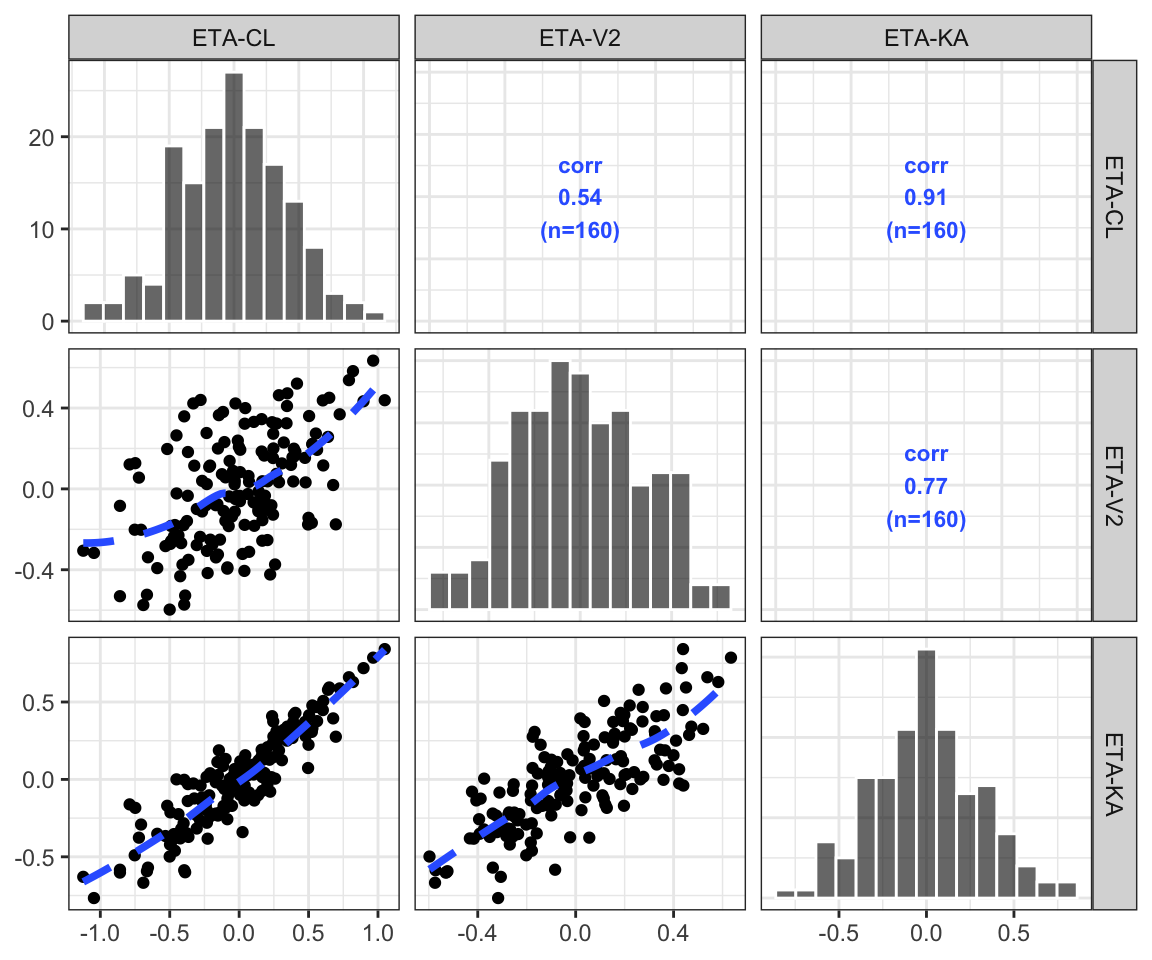 ETA-CL
ETA-V2
ETA-KA
20
10
0
corr
0.54
(n=160)
corr
0.91
(n=160)
ETA-CL
0.4
0.0
-0.4
corr
0.77
(n=160)
ETA-V2
0.5
0.0
-0.5
ETA-KA
-1.0 -0.5 0.0 0.5 1.0
-0.4 0.0 0.4
-0.5 0.0 0.5